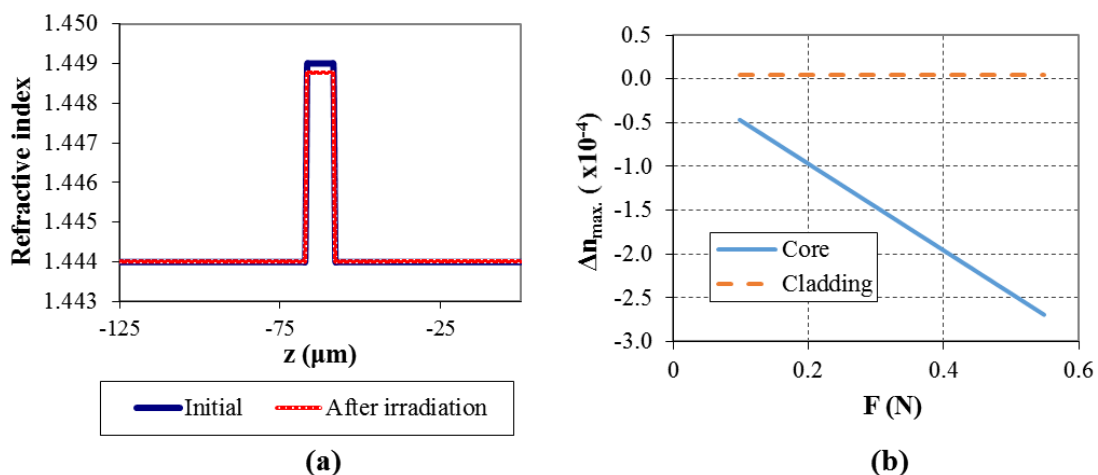 1.450
1.449
1.448
1.447
1.446
1.445
1.444
1.443
Refractive index
-125
-75
-25
z (µm)
Initial
After irradiation
(a)
0.5
0.0
-0.5
-1.0
-1.5
-2.0
-2.5
-3.0
Δnmax. ( x10-4)
Core
Cladding
0
0.2
0.4
0.6
F (N)
(b)